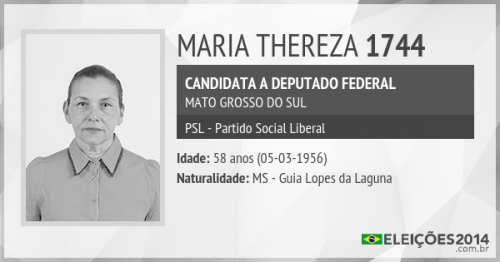 MARIA THEREZA 1744
CANDIDATA A DEPUTADO FEDERAL
MATO GROSSO DO SUL
PSL - Partido Social Liberal
Idade: 58 anos (05-03-1956)
Naturalidade: MS - Guia Lopes da Laguna
ELEIÇÕES2014
.com.br